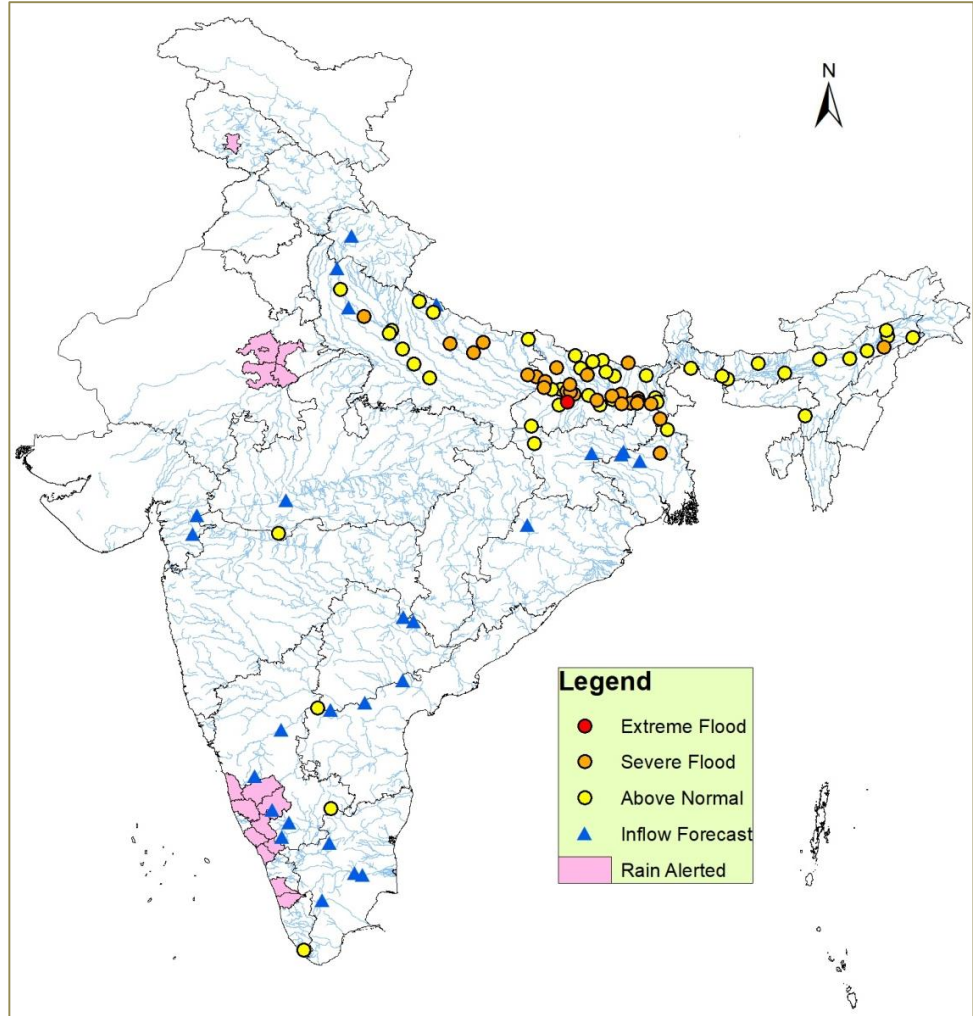 N
Legend
Extreme Flood
Severe Flood
Above Normal
Inflow Forecast
Rain Alerted